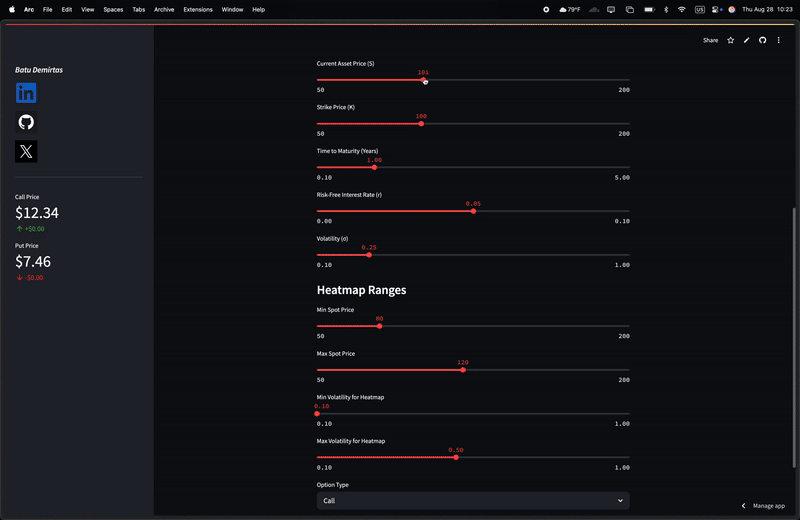 Arc File Edit View Spaces Tabs Archive Extensions Window Help 79°F US Thu Aug 28 10:23
Share
Batu Demirtas
in
X
Call Price
$12.34
↑ +$0.00
Put Price
$7.46
↓ -$0.00
Current Asset Price (S)
101
50 200
Strike Price (K)
100
50 200
Time to Maturity (Years)
1.00
0.10 5.00
Risk-Free Interest Rate (r)
0.05
0.00 0.10
Volatility (σ)
0.25
0.10 1.00
Heatmap Ranges
Min Spot Price
80
50 200
Max Spot Price
120
50 200
Min Volatility for Heatmap
0.10
0.10 1.00
Max Volatility for Heatmap
0.50
0.10 1.00
Option Type
Call
Manage app